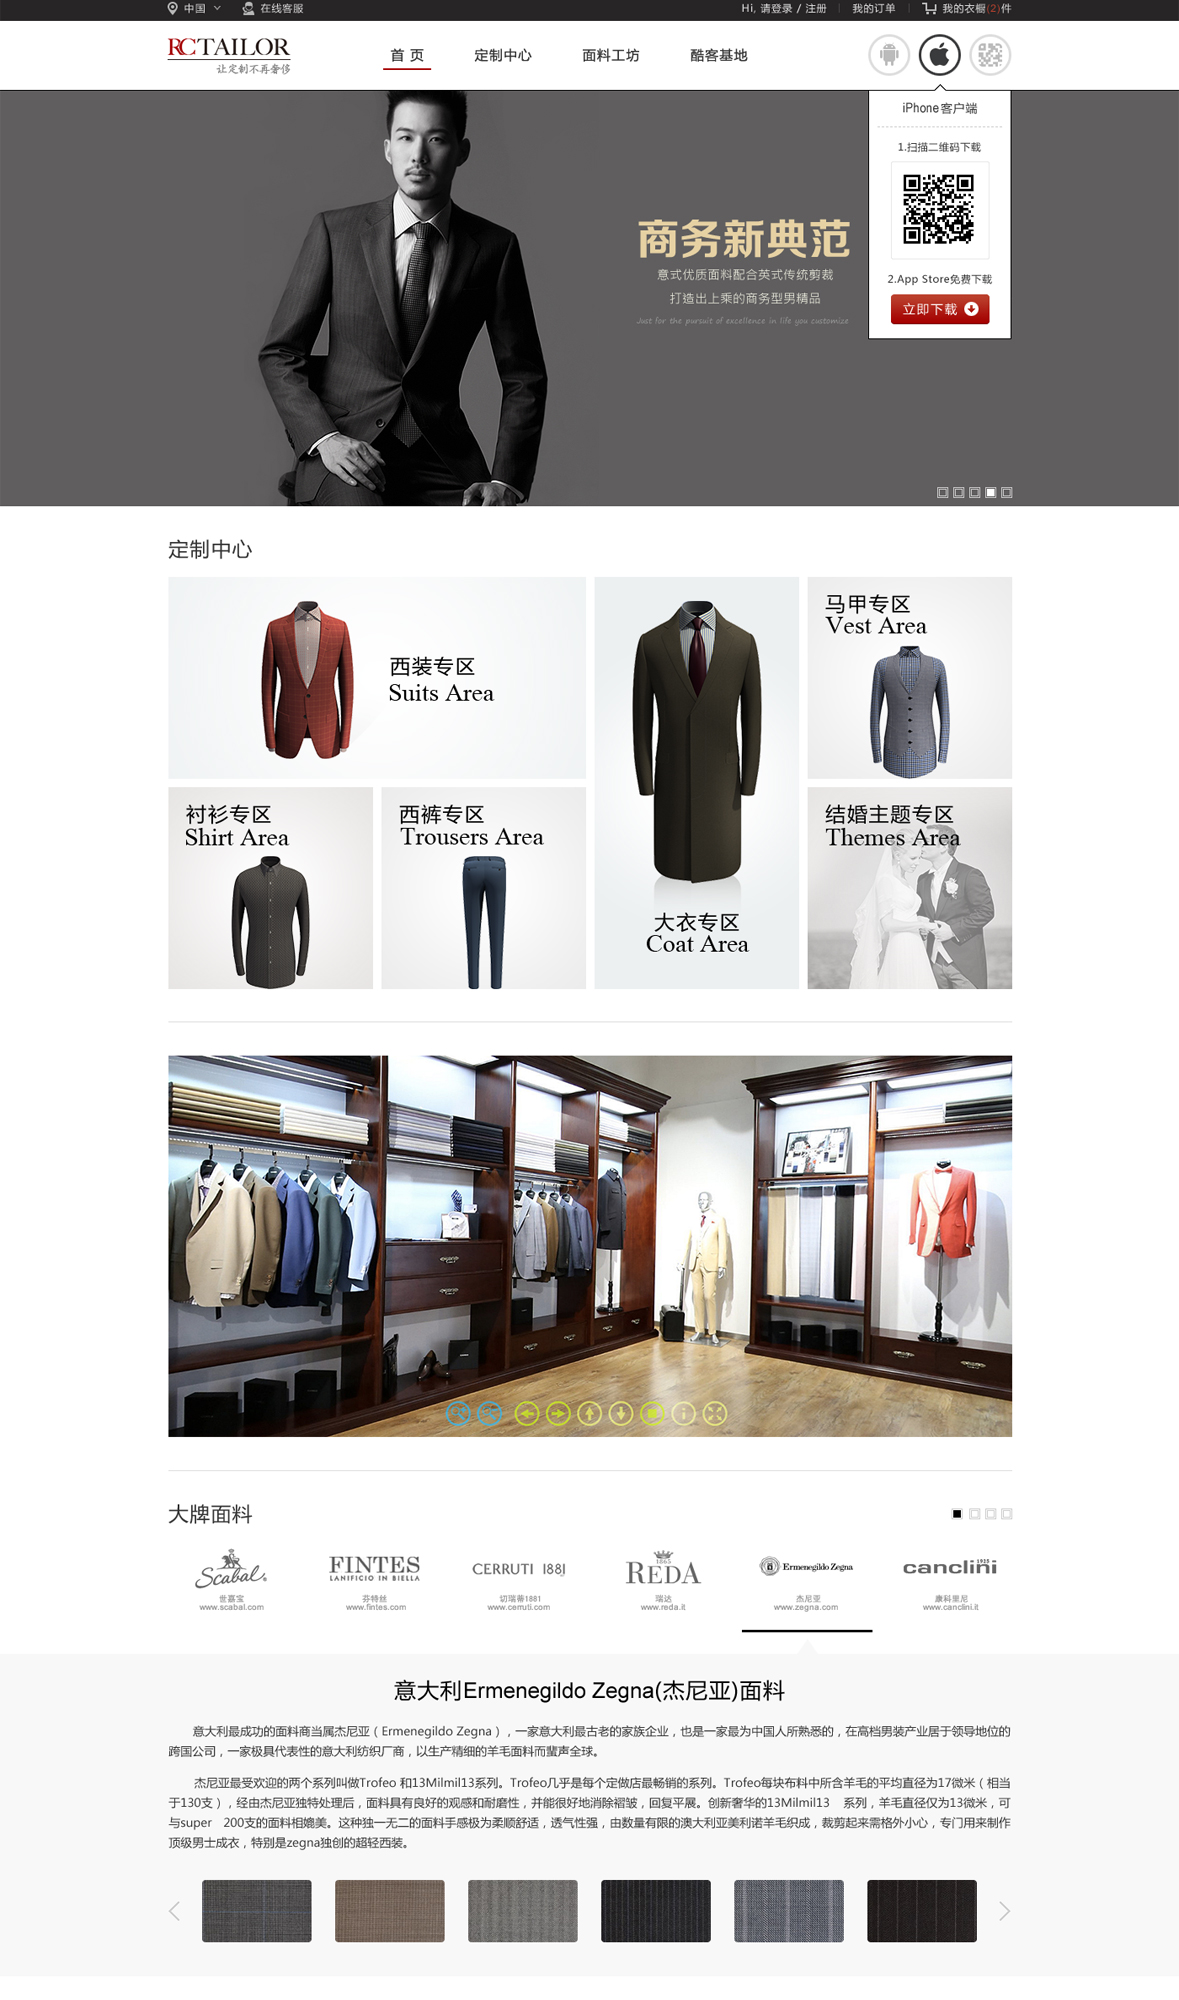 中国
在线客服
Hi, 请登录 / 注册
我的订单
我的衣橱(2)件
RCTAILOR
让定制不再奢侈
首 页
定制中心
面料工坊
酷客基地
iPhone客户端
1.扫描二维码下载
2.App Store免费下载
立即下载
商务新典范
意式优质面料配合英式传统剪裁
打造出上乘的商务型男精品
Just for the pursuit of excellence in life you customize
定制中心
西装专区
Suits Area
马甲专区
Vest Area
衬衫专区
Shirt Area
西裤专区
Trousers Area
大衣专区
Coat Area
结婚主题专区
Themes Area
大牌面料
Scabal
世嘉宝
www.scabal.com
FINTES
LANIFICIO IN BIELLA
芬特丝
www.fintes.com
CERRUTI 1881
切瑞蒂1881
www.cerruti.com
1865
REDA
瑞达
www.reda.it
Ermenegildo Zegna
杰尼亚
www.zegna.com
canclini 1925
康科里尼
www.canclini.it
意大利Ermenegildo Zegna(杰尼亚)面料
意大利最成功的面料商当属杰尼亚（Ermenegildo Zegna），一家意大利最古老的家族企业，也是一家最为中国人所熟悉的，在高档男装产业居于领导地位的
跨国公司，一家极具代表性的意大利纺织厂商，以生产精细的羊毛面料而蜚声全球。
杰尼亚最受欢迎的两个系列叫做Trofeo 和13Milmil13系列。Trofeo几乎是每个定做店最畅销的系列。Trofeo每块布料中所含羊毛的平均直径为17微米（相当
于130支），经由杰尼亚独特处理后，面料具有良好的观感和耐磨性，并能很好地消除褶皱，回复平展。创新奢华的13Milmil13 系列，羊毛直径仅为13微米，可
与super 200支的面料相媲美。这种独一无二的面料手感极为柔顺舒适，透气性强，由数量有限的澳大利亚美利诺羊毛织成，裁剪起来需格外小心，专门用来制作
顶级男士成衣，特别是zegna独创的超轻西装。